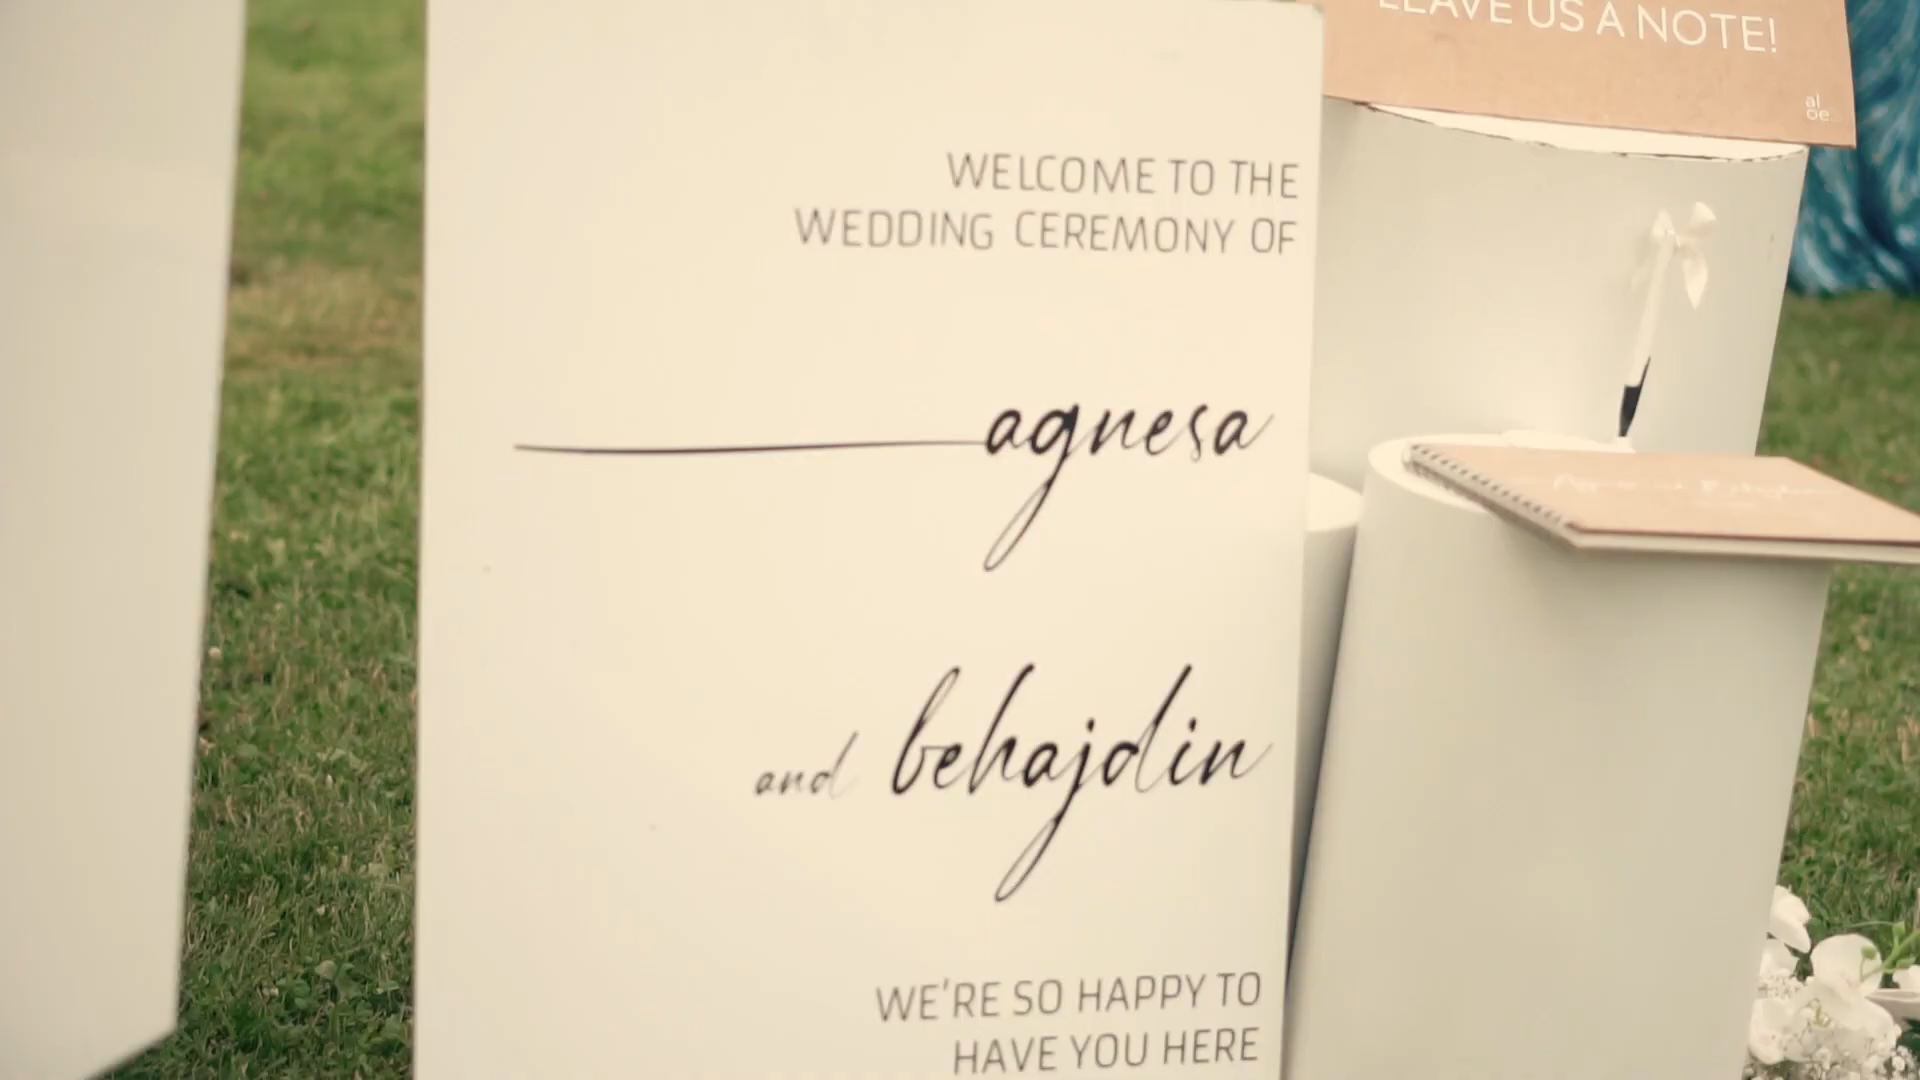 LEAVE US A NOTE!
al
oe
WELCOME TO THE
WEDDING CEREMONY OF
agnesa
and behajdin
WE'RE SO HAPPY TO
HAVE YOU HERE